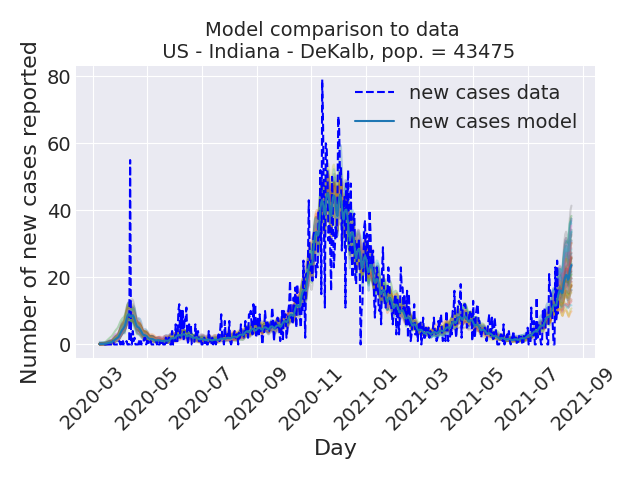 Model comparison to data
US - Indiana - DeKalb, pop. = 43475
Number of new cases reported
80
60
40
20
0
new cases data
new cases model
2020-03
2020-05
2020-07
2020-09
2020-11
2021-01
2021-03
2021-05
2021-07
2021-09
Day